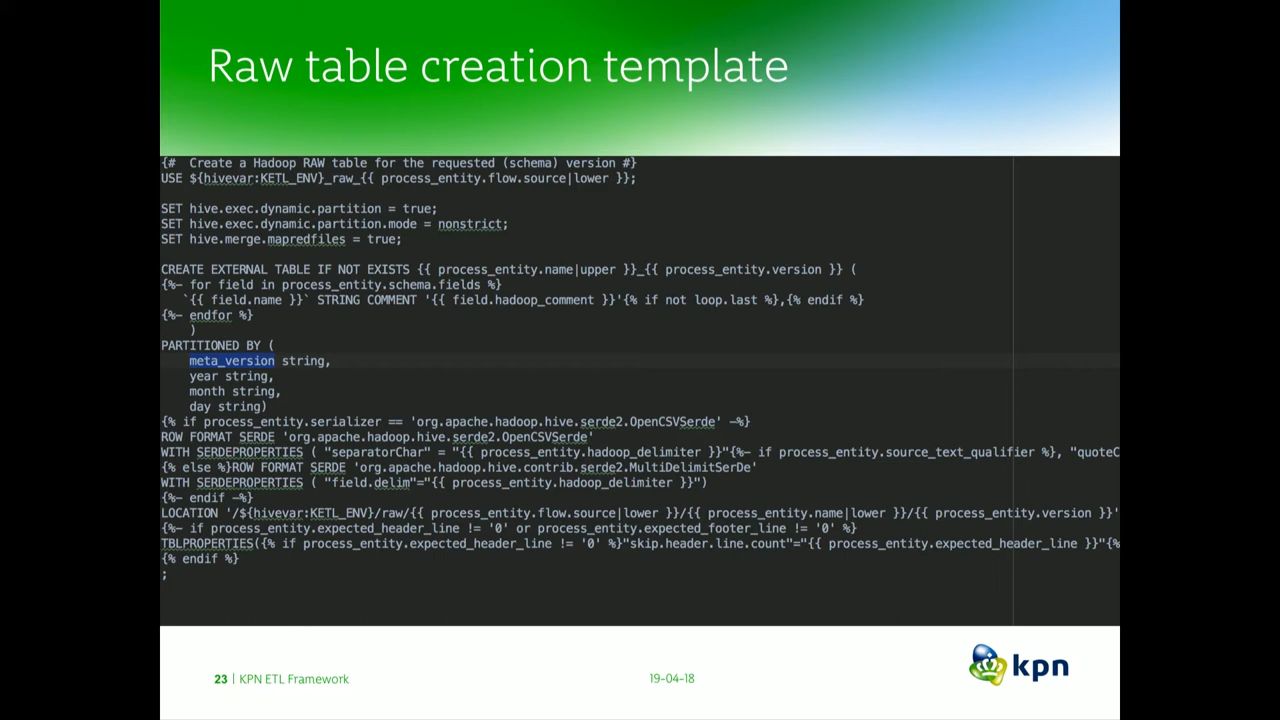 Raw table creation template
{#  Create a Hadoop RAW table for the requested (schema) version #}
USE ${hivevar:KETL_ENV}_raw_{{ process_entity.flow.source|lower }};
SET hive.exec.dynamic.partition = true;
SET hive.exec.dynamic.partition.mode = nonstrict;
SET hive.merge.mapredfiles = true;
CREATE EXTERNAL TABLE IF NOT EXISTS {{ process_entity.name|upper }}_{{ process_entity.version }} (
{%- for field in process_entity.schema.fields %}
`{{ field.name }}` STRING COMMENT '{{ field.hadoop_comment }}'{% if not loop.last %},{% endif %}
{%- endfor %}
)
PARTITIONED BY (
meta_version string,
year string,
month string,
day string)
{% if process_entity.serializer == 'org.apache.hadoop.hive.serde2.OpenCSVSerde' -%}
ROW FORMAT SERDE 'org.apache.hadoop.hive.serde2.OpenCSVSerde'
WITH SERDEPROPERTIES ( "separatorChar" = "{{ process_entity.hadoop_delimiter }}"{%- if process_entity.source_text_qualifier %}, "quoteC
{% else %}ROW FORMAT SERDE 'org.apache.hadoop.hive.contrib.serde2.MultiDelimitSerDe'
WITH SERDEPROPERTIES ( "field.delim"="{{ process_entity.hadoop_delimiter }}")
{%- endif -%}
LOCATION '/${hivevar:KETL_ENV}/raw/{{ process_entity.flow.source|lower }}/{{ process_entity.name|lower }}/{{ process_entity.version }}'
{%- if process_entity.expected_header_line != '0' or process_entity.expected_footer_line != '0' %}
TBLPROPERTIES({% if process_entity.expected_header_line != '0' %}"skip.header.line.count"="{{ process_entity.expected_header_line }}"{%
{% endif %}
;
23 | KPN ETL Framework
19-04-18
kpn